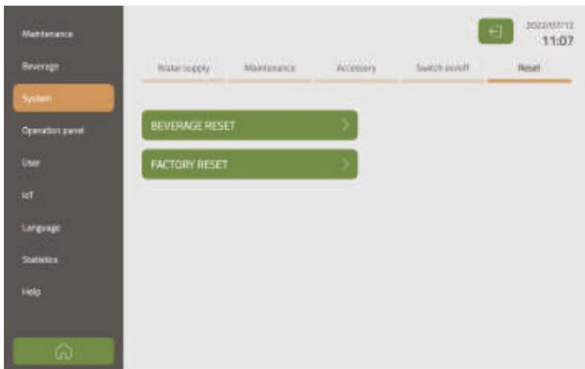 Maintenance
Beverage
System
Operation panel
User
IoT
Language
Statistics
Help
2022/07/12
11:07
Water supply Maintenance Accessory Switch on/off Reset
BEVERAGE RESET
FACTORY RESET